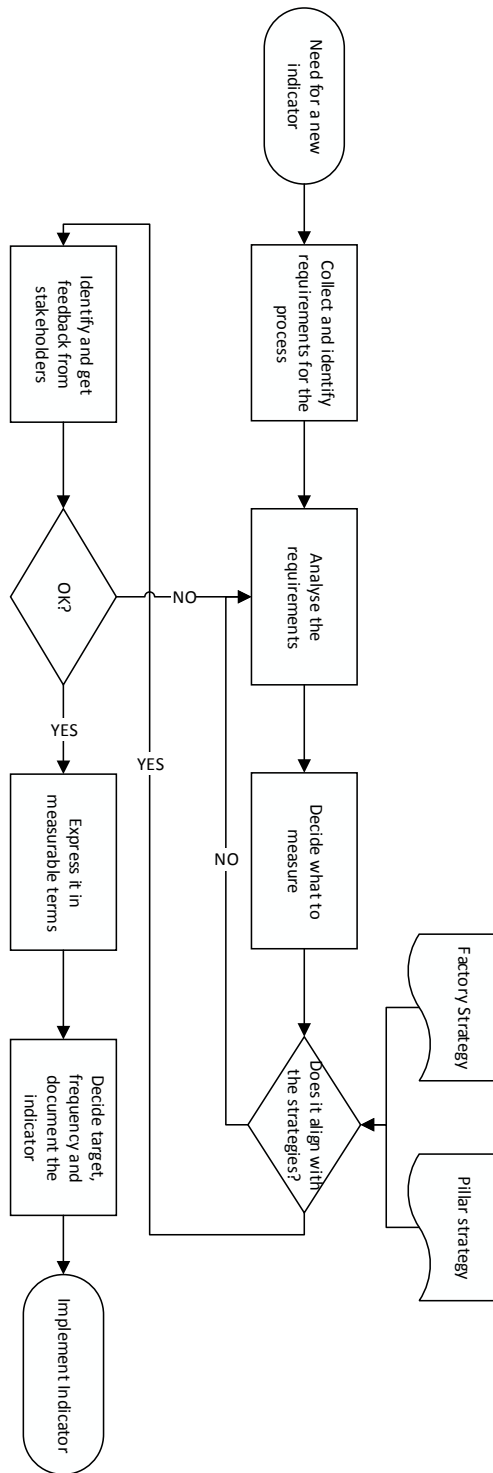 Factory Strategy
Pillar strategy
Need for a new
indicator
Collect and identify
requirements for the
process
Analyse the
requirements
Decide what to
measure
Does it align with
the strategies?
NO
NO
YES
Identify and get
feedback from
stakeholders
OK?
YES
Express it in
measurable terms
Decide target,
frequency and
document the
indicator
Implement Indicator